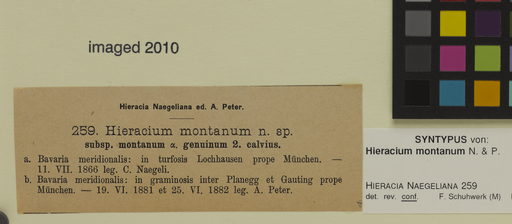 imaged 2010
Hieracia Naegeliana ed. A. Peter.
259. Hieracium montanum n. sp.
subsp. montanum α. genuinum 2. calvius.
a. Bavaria meridionalis: in turfosis Lochhausen prope München. —
11. VII. 1866 leg. C. Naegeli.
b. Bavaria meridionalis: in graminosis inter Planegg et Gauting prope
München. — 19. VI. 1881 et 25. VI. 1882 leg. A. Peter.
SYNTYPUS von:
Hieracium montanum N. & P.
HIERACIA NAEGELIANA 259
det. rev. conf. F. Schuhwerk (M)